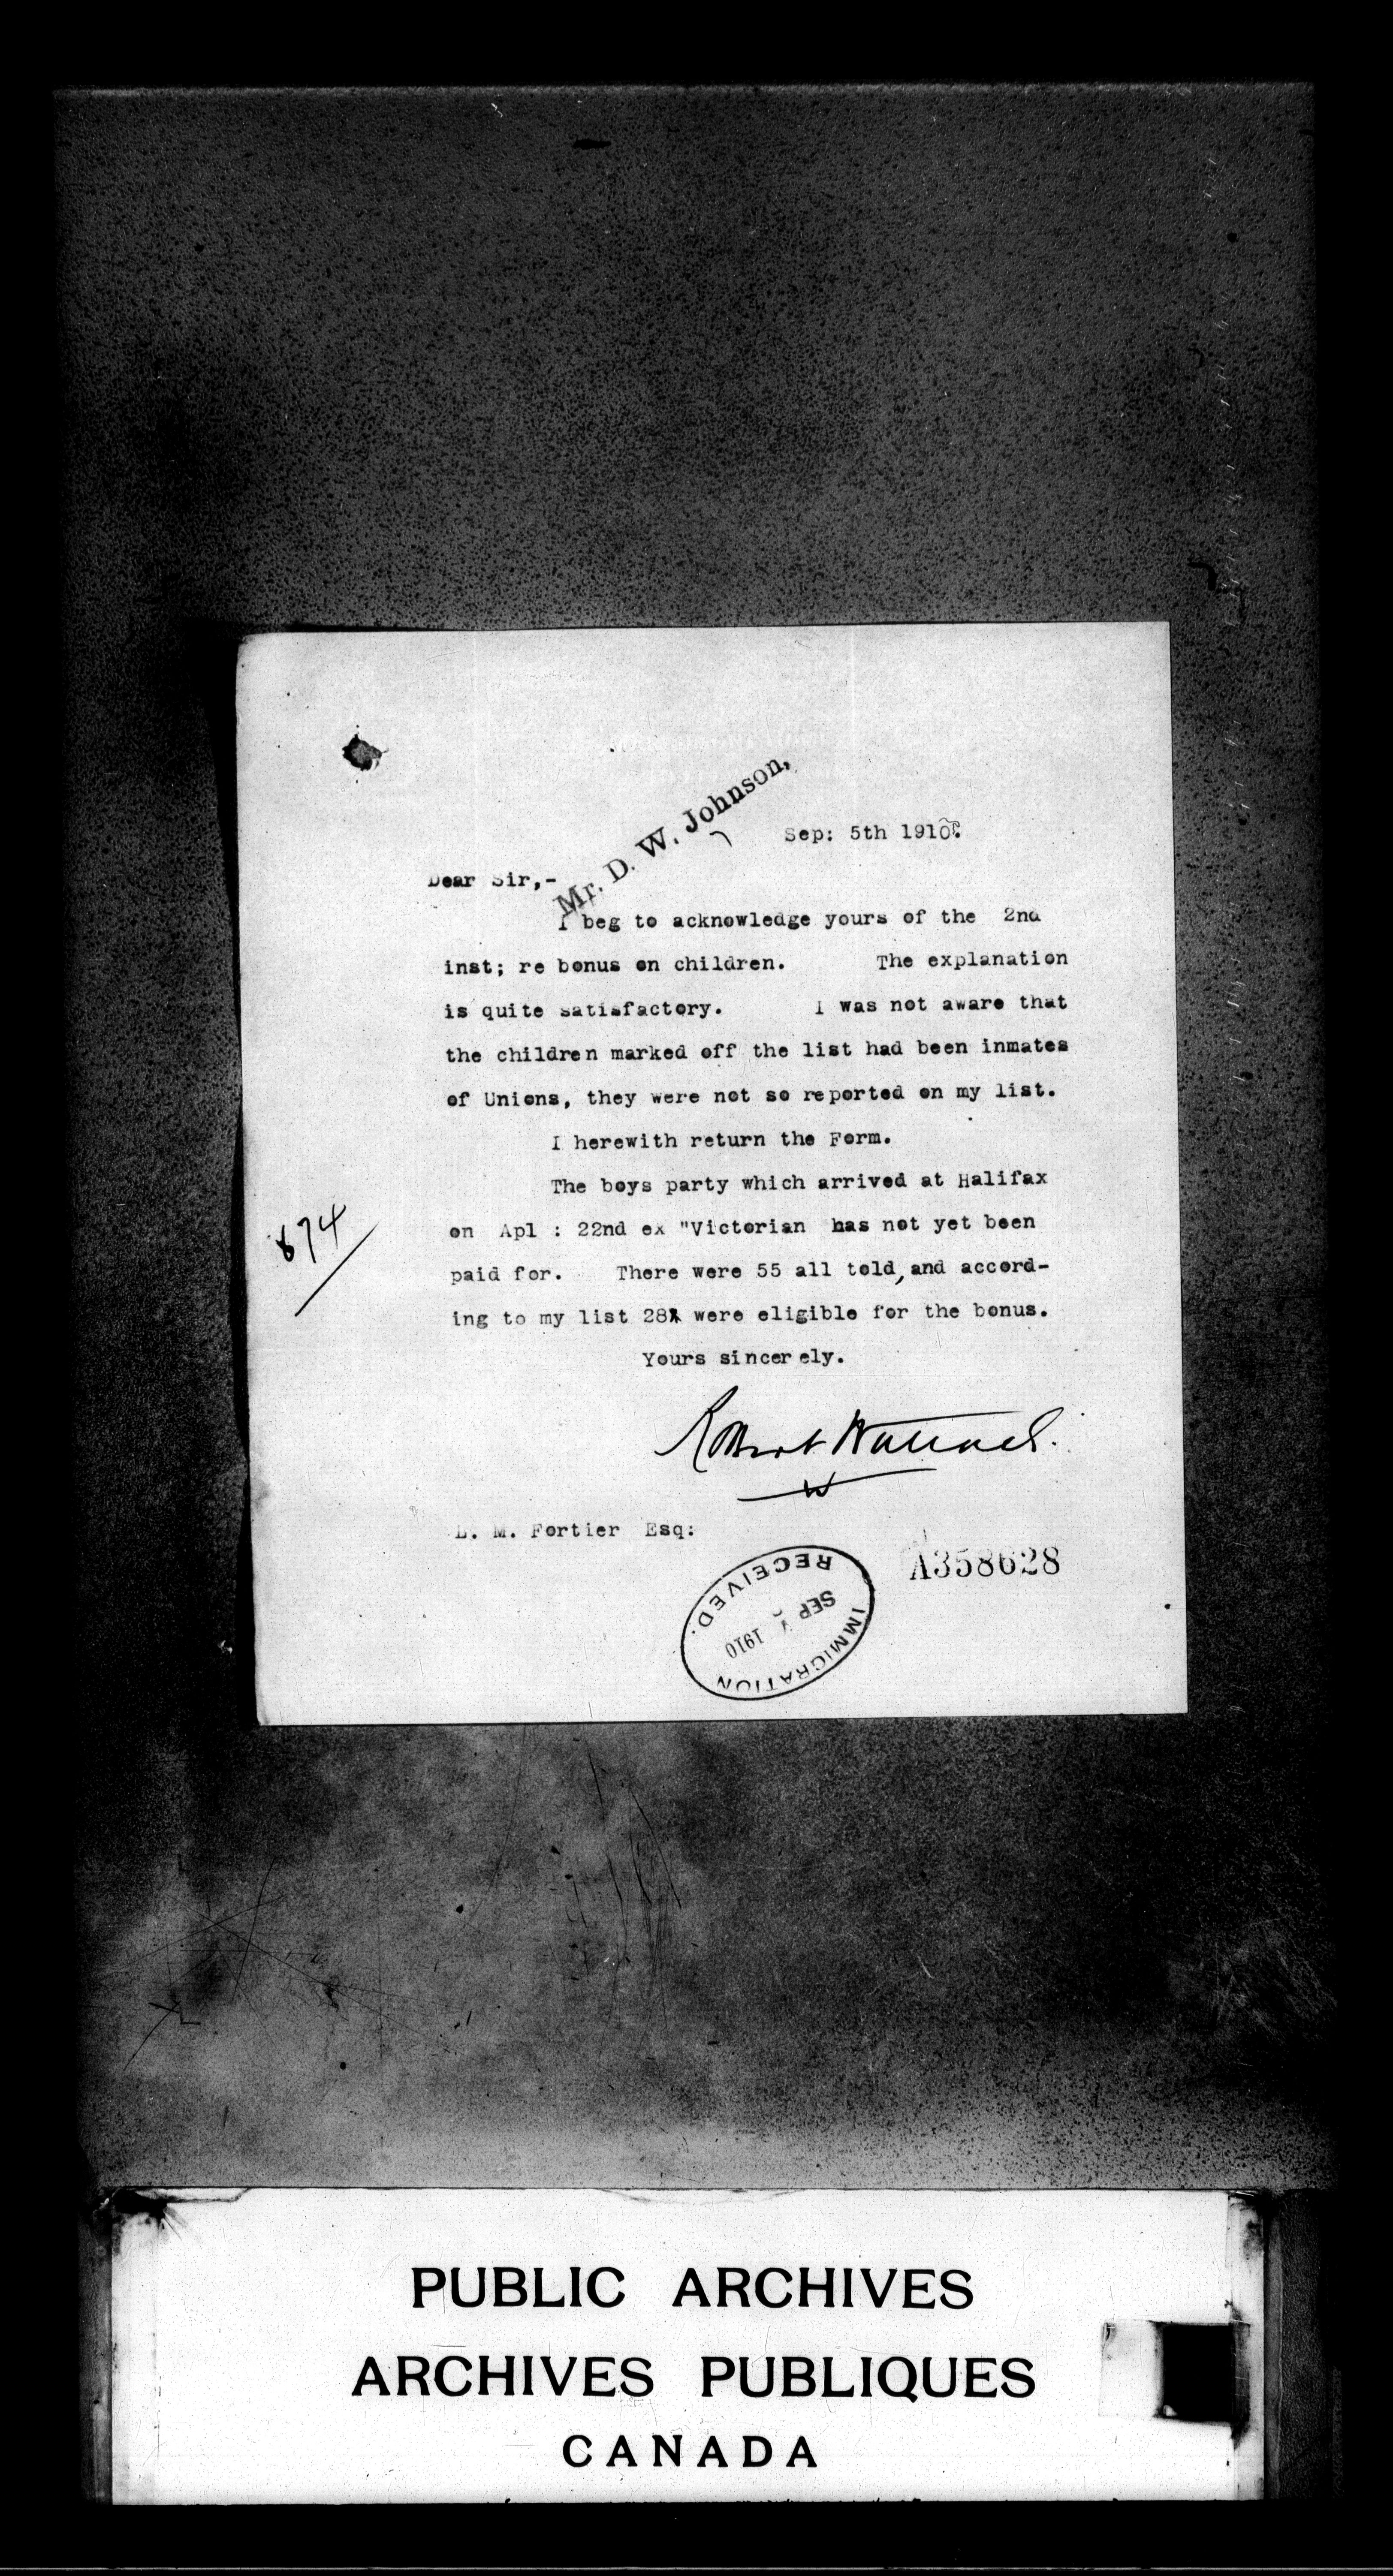 Mr. D. W. Johnson,
Sep: 5th 1910.
Dear Sir,-
I beg to acknowledge yours of the 2nd
inst; re bonus on children. The explanation
is quite satisfactory. I was not aware that
the children marked off the list had been inmates
of Unions, they were not so reported on my list.
I herewith return the Form.
The boys party which arrived at Halifax
on Apl : 22nd ex "Victorian has not yet been
paid for. There were 55 all told, and accord-
ing to my list 28 were eligible for the bonus.
Yours sincerely.
Robert Wallace.
W
L. M. Fortier Esq:
674
A358628
IMMIGRATION
SEP 1910
RECEIVED.
PUBLIC ARCHIVES
ARCHIVES PUBLIQUES
CANADA